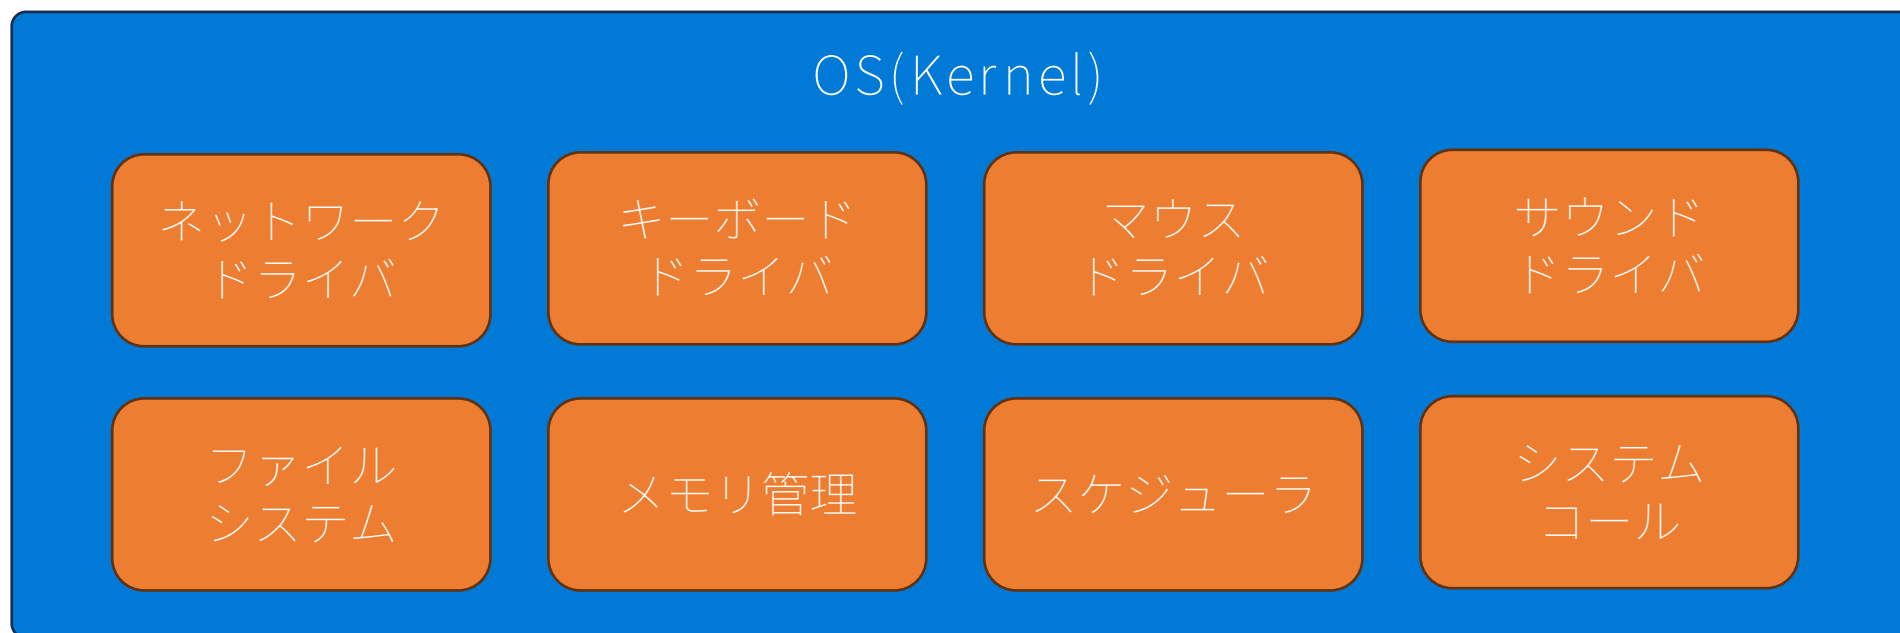 OS(Kernel)
ネットワーク
ドライバ
キーボード
ドライバ
マウス
ドライバ
サウンド
ドライバ
ファイル
システム
メモリ管理
スケジューラ
システム
コール